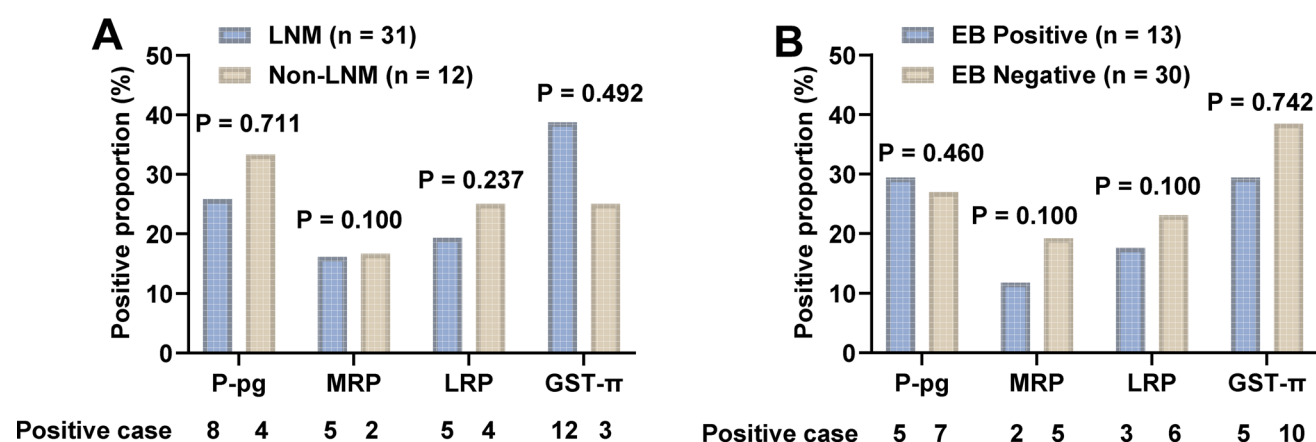 A
LNM (n = 31)
Non-LNM (n = 12)
Positive proportion (%)
50
40
30
20
10
0
P = 0.711
P = 0.100
P = 0.237
P = 0.492
P-pg MRP LRP GST-π
Positive case 8 4 5 2 5 4 12 3
B
EB Positive (n = 13)
EB Negative (n = 30)
Positive proportion (%)
50
40
30
20
10
0
P = 0.460
P = 0.100
P = 0.100
P = 0.742
P-pg MRP LRP GST-π
Positive case 5 7 2 5 3 6 5 10